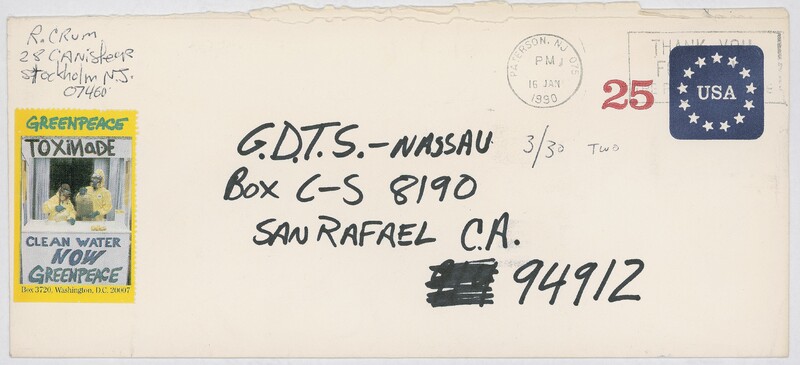 R. CRUM
28 CANISTEAR
Stockholm N.J.
07460
PATERSON, NJ 075
PM
16 JAN
1990
THANK YOU
25
USA
GREENPEACE
TOXIMADE
CLEAN WATER
NOW
GREENPEACE
Box 3720, Washington, D.C. 20007
G.D.T.S.-NASSAU
3/30 TWO
BOX C-S 8190
SAN RAFAEL C.A.
94912